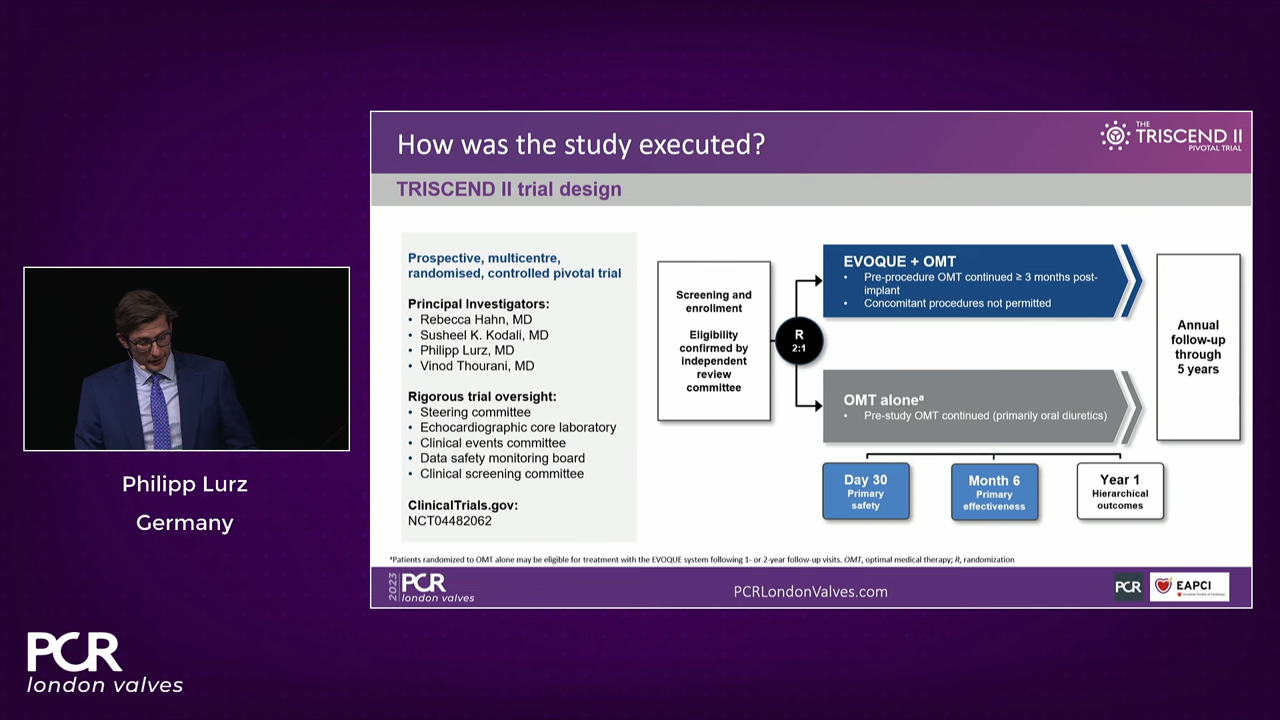 How was the study executed?
THE
TRISCEND II
PIVOTAL TRIAL
TRISCEND II trial design
Prospective, multicentre,
randomised, controlled pivotal trial
Principal Investigators:
• Rebecca Hahn, MD
• Susheel K. Kodali, MD
• Philipp Lurz, MD
• Vinod Thourani, MD
Rigorous trial oversight:
• Steering committee
• Echocardiographic core laboratory
• Clinical events committee
• Data safety monitoring board
• Clinical screening committee
ClinicalTrials.gov:
NCT04482062
Screening and
enrollment
Eligibility
confirmed by
independent
review
committee
R
2:1
EVOQUE + OMT
• Pre-procedure OMT continued ≥ 3 months post-
implant
• Concomitant procedures not permitted
OMT aloneª
• Pre-study OMT continued (primarily oral diuretics)
Annual
follow-up
through
5 years
Day 30
Primary
safety
Month 6
Primary
effectiveness
Year 1
Hierarchical
outcomes
ªPatients randomized to OMT alone may be eligible for treatment with the EVOQUE system following 1- or 2-year follow-up visits. OMT, optimal medical therapy; R, randomization
2023
PCR
london valves
PCRLondonValves.com
PCR
EAPCI
Philipp Lurz
Germany
PCR
london valves